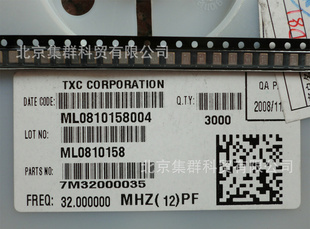 北京集群科贸有限公司
TXC CORPORATION
DATE CODE:
ML0810158004
Q.TY:
3000
QA P
2008/11
LOT NO:
ML0810158
PARTS NO:
7M32000035
北京集群科贸有限公司
FREQ: 32.000000 MHZ(12)PF